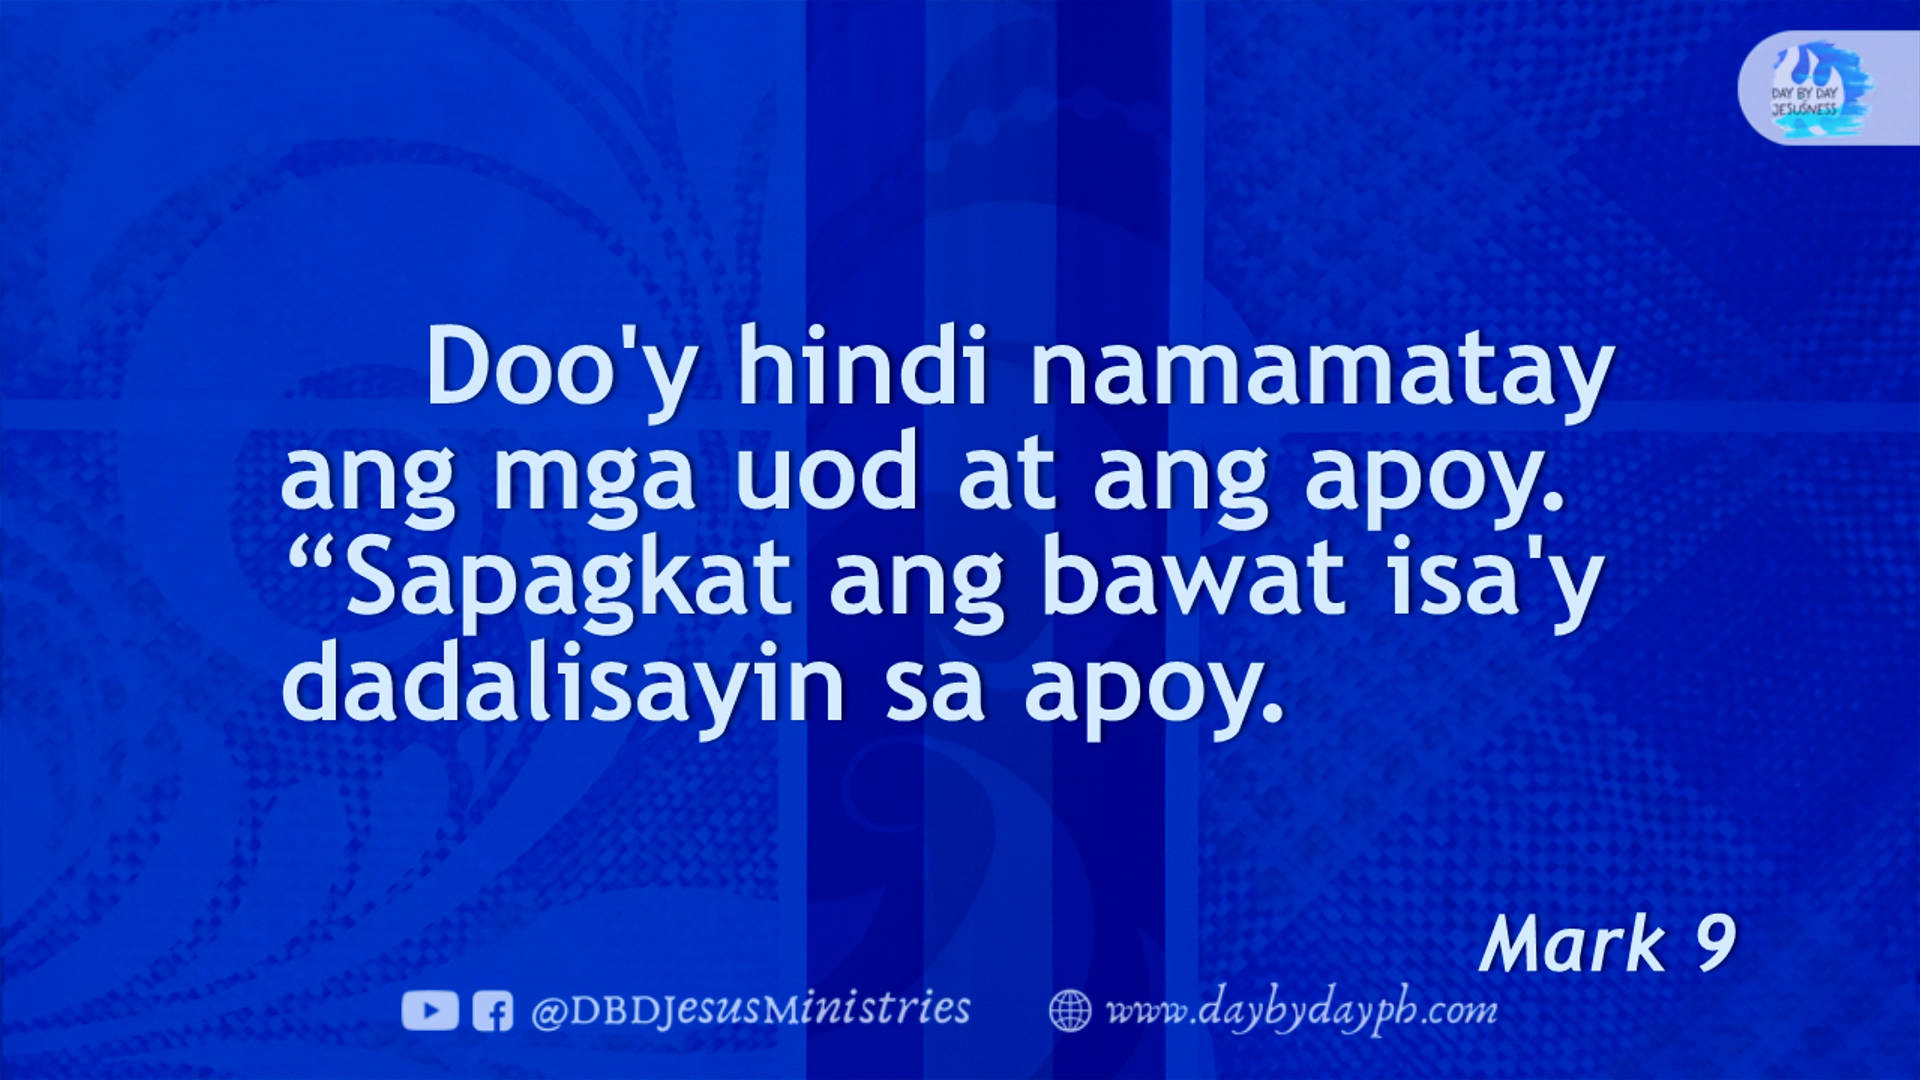 DAY BY DAY
JESUSNESS
Doo'y hindi namamatay
ang mga uod at ang apoy.
“Sapagkat ang bawat isa'y
dadalisayin sa apoy.
Mark 9
@DBDJesusMinistries www.daybydayph.com